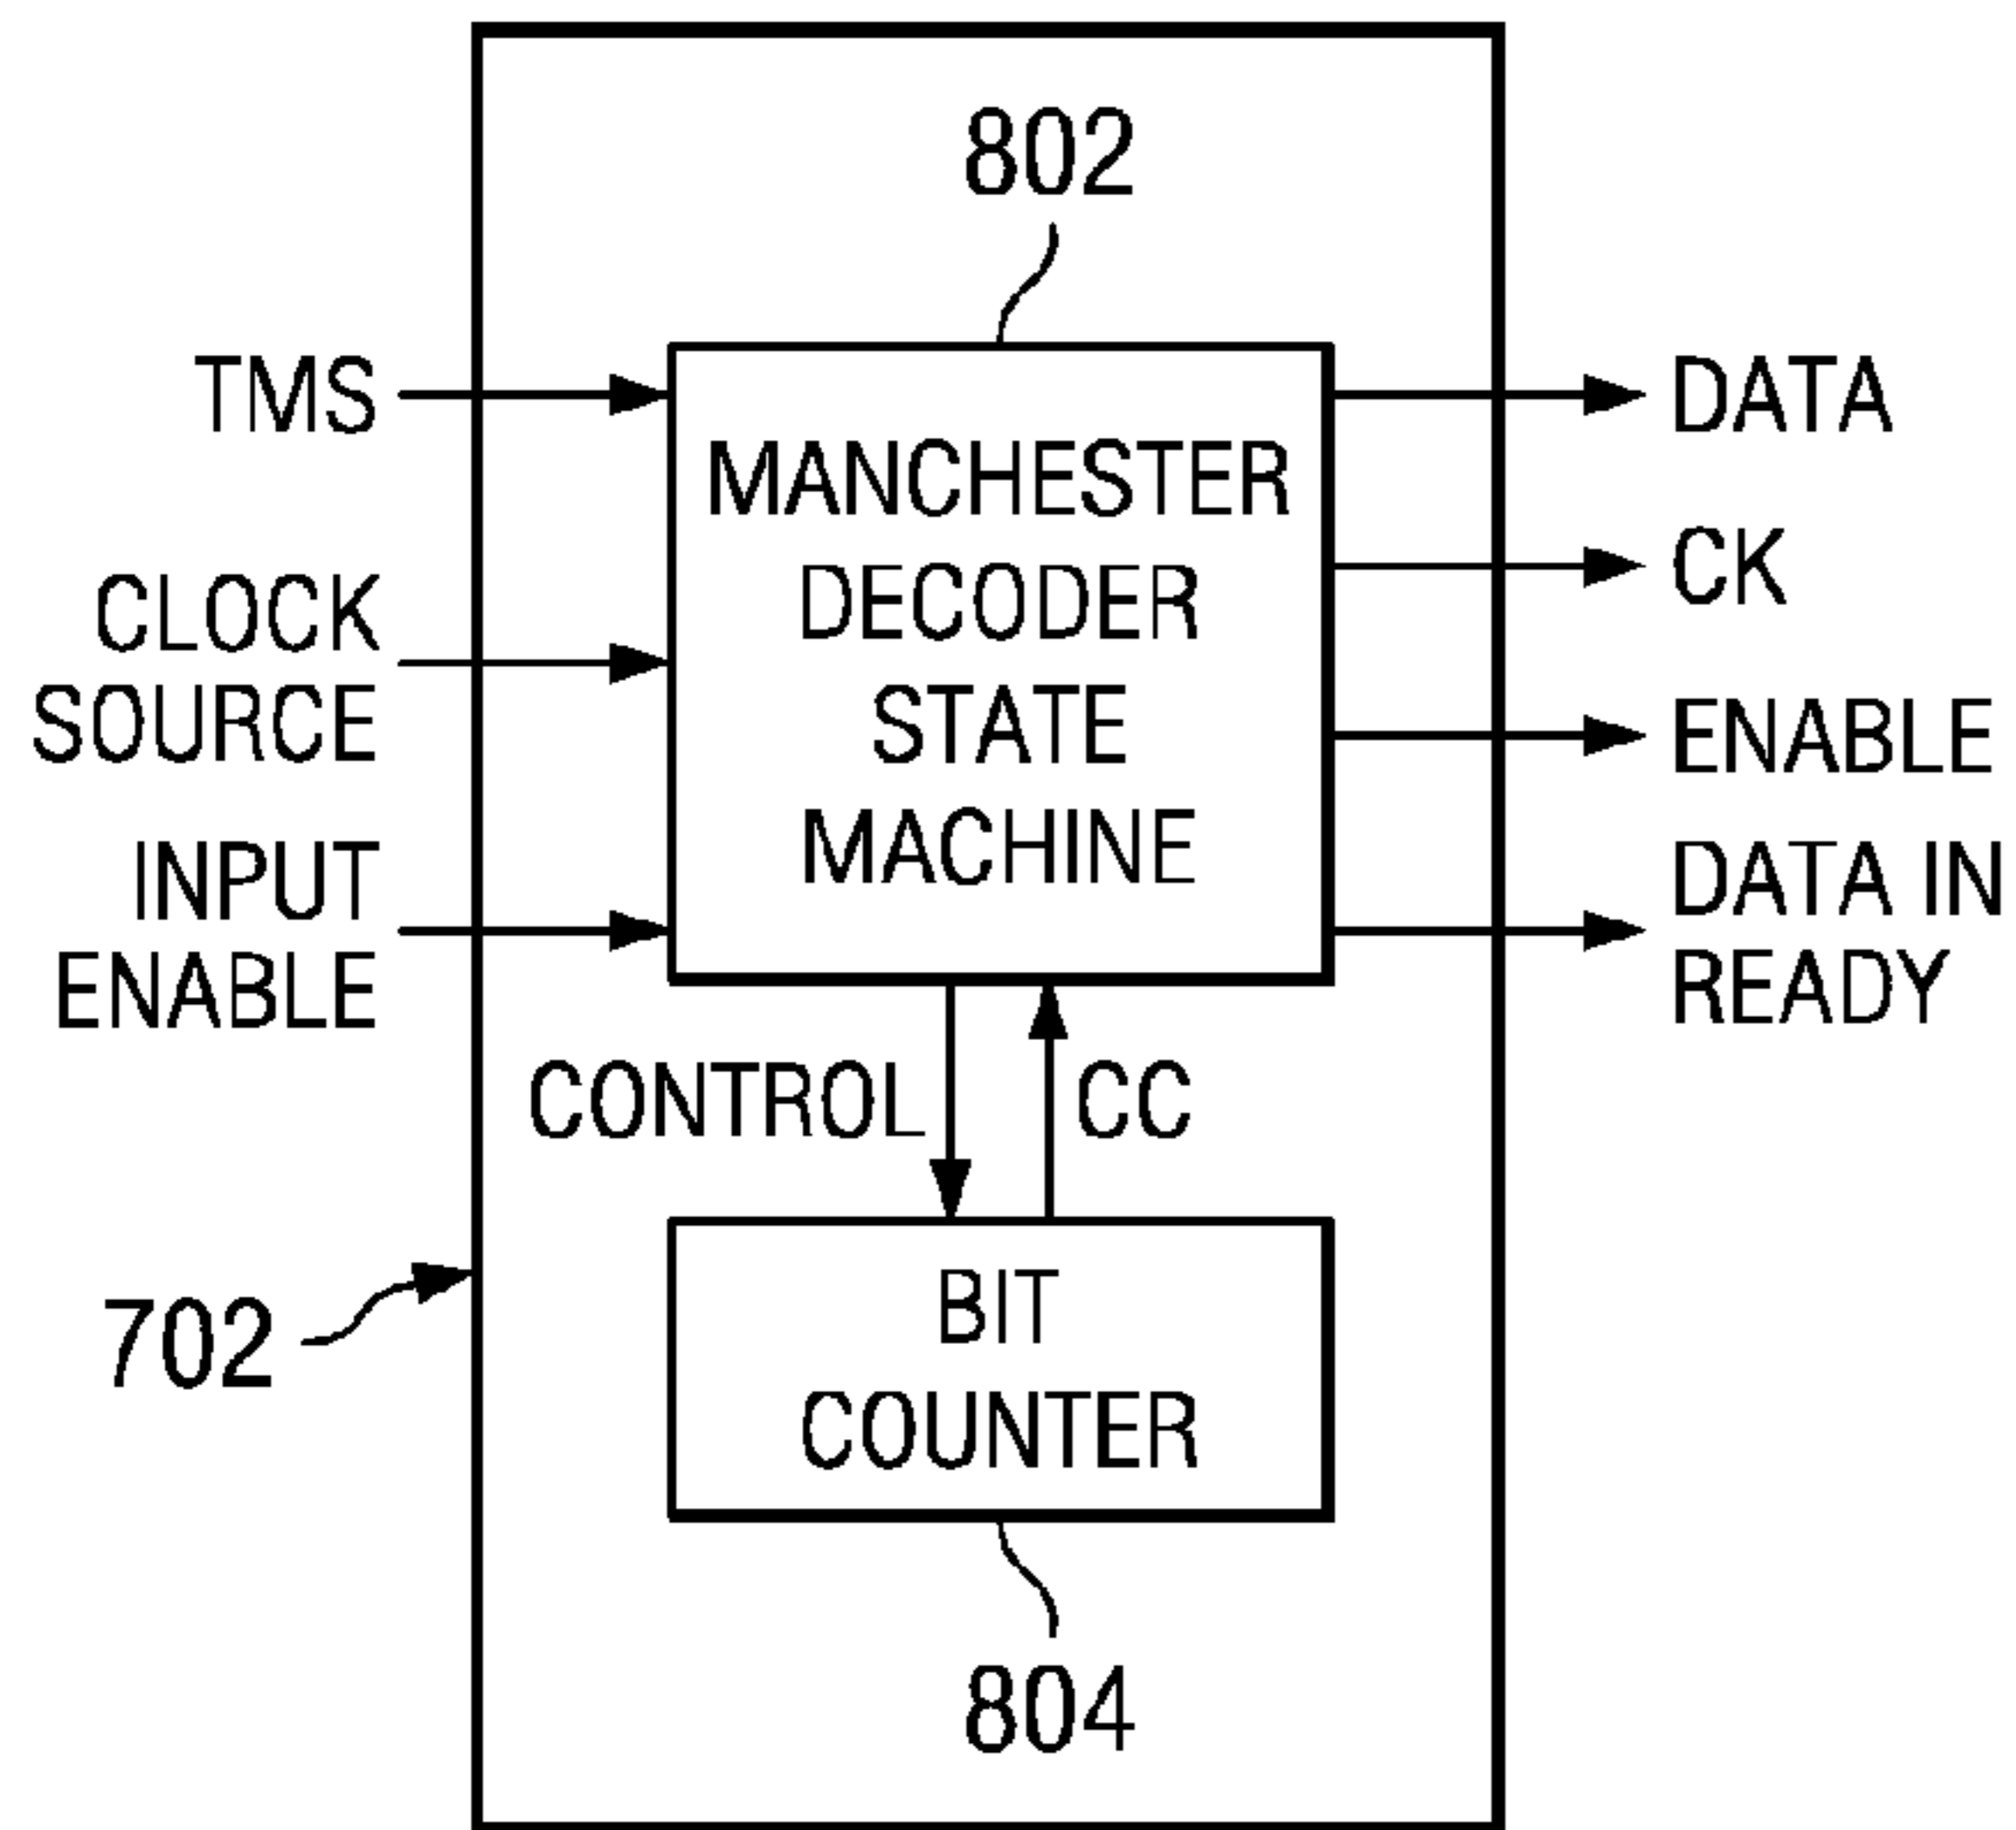 802
TMS
CLOCK
SOURCE
INPUT
ENABLE
MANCHESTER
DECODER
STATE
MACHINE
DATA
CK
ENABLE
DATA IN
READY
CONTROL
CC
BIT
COUNTER
702
804